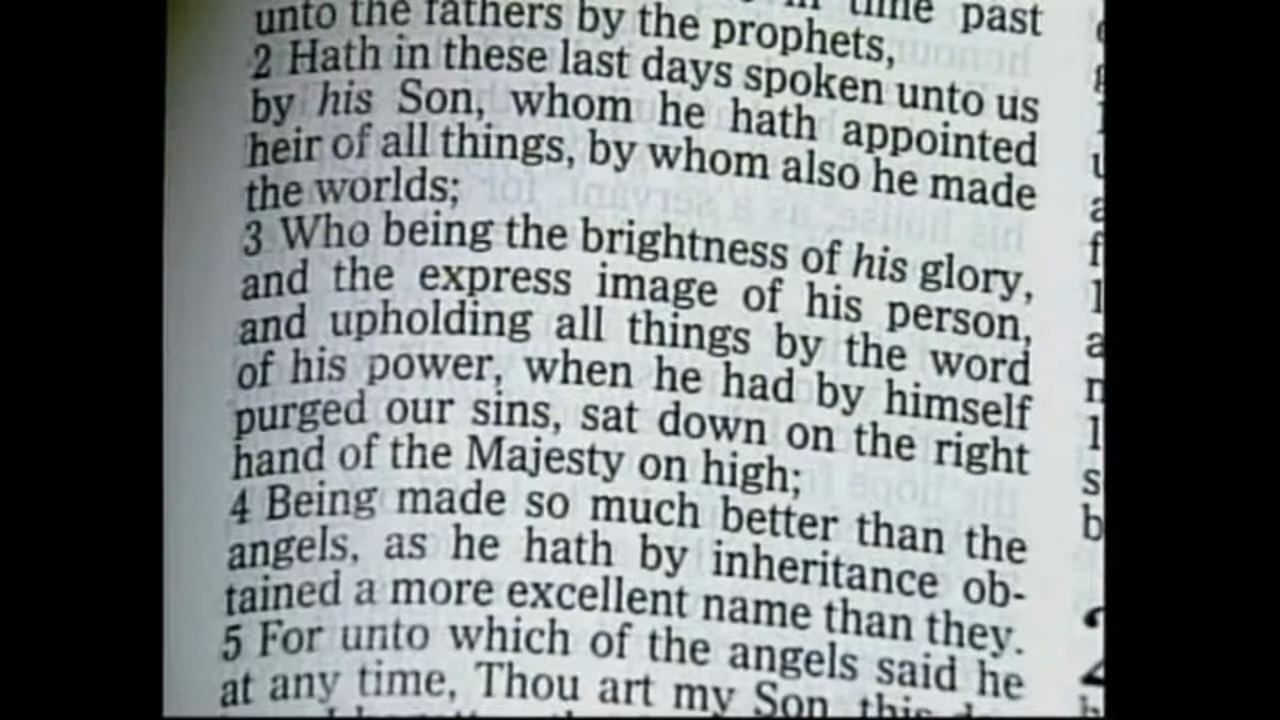 time past
unto the fathers by the prophets,
2 Hath in these last days spoken unto us
by his Son, whom he hath appointed
heir of all things, by whom also he made
the worlds;
3 Who being the brightness of his glory,
and the express image of his person,
and upholding all things by the word
of his power, when he had by himself
purged our sins, sat down on the right
hand of the Majesty on high;
4 Being made so much better than the
angels, as he hath by inheritance ob-
tained a more excellent name than they.
5 For unto which of the angels said he
at any time, Thou art my Son, this